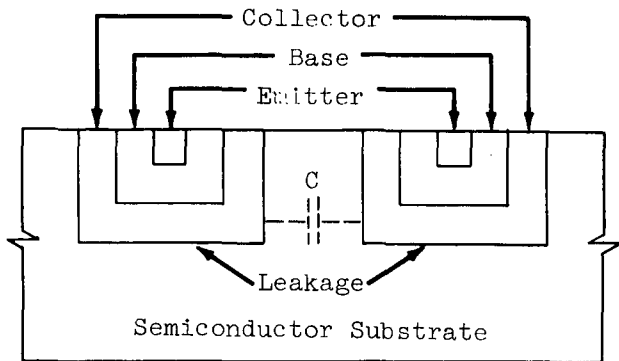 Collector
Base
Emitter
C
Leakage
Semiconductor Substrate